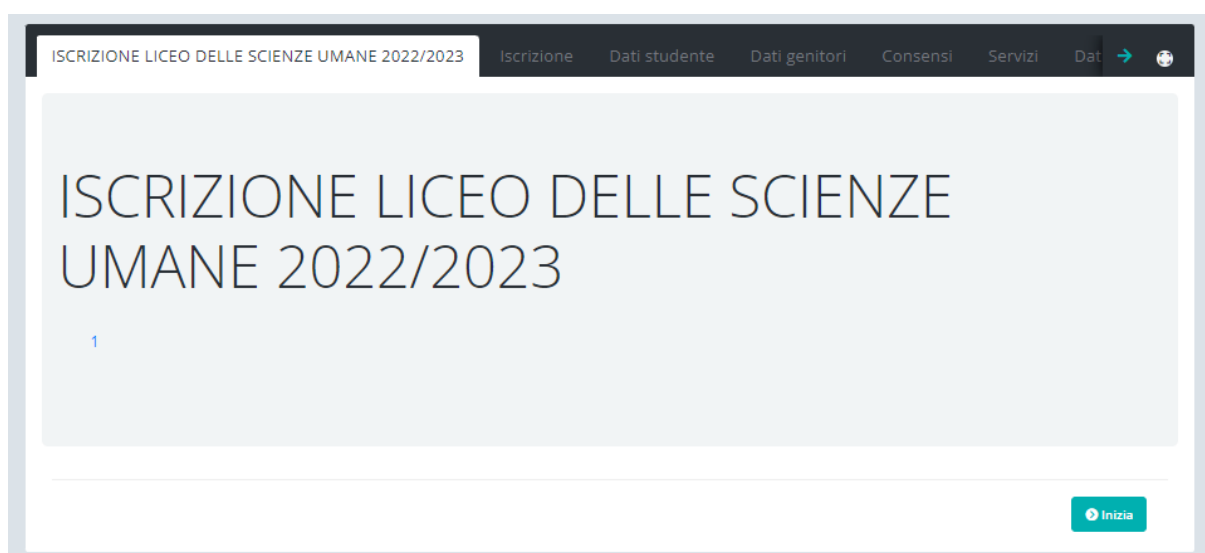 ISCRIZIONE LICEO DELLE SCIENZE UMANE 2022/2023 Iscrizione Dati studente Dati genitori Consensi Servizi Dat
ISCRIZIONE LICEO DELLE SCIENZE
UMANE 2022/2023
1
Inizia